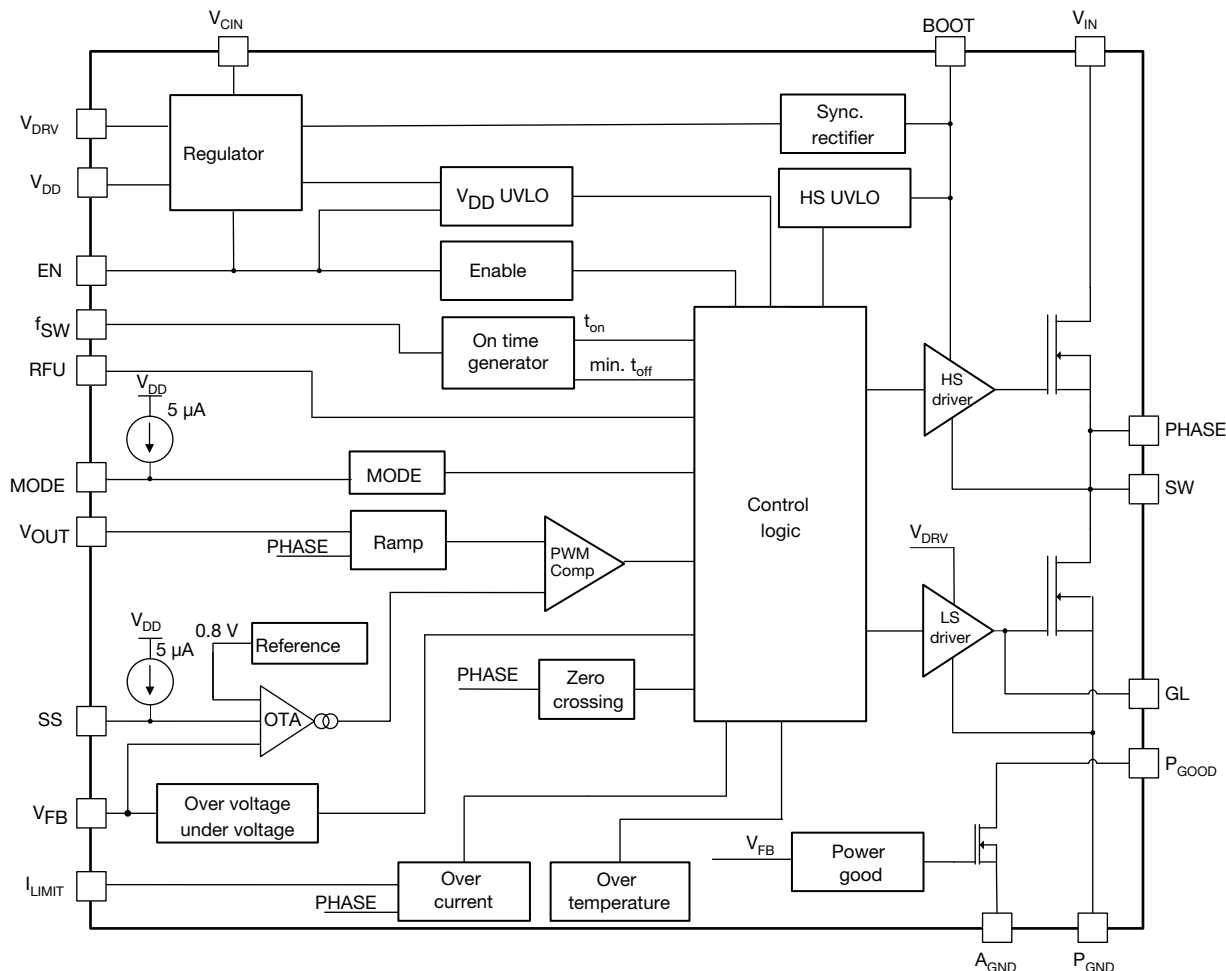 VCIN
BOOT
VIN
VDRV
Regulator
Sync.
rectifier
VDD
VDD UVLO
HS UVLO
EN
Enable
fSW
On time
generator
ton
min. toff
RFU
VDD
5 µA
HS
driver
PHASE
MODE
MODE
SW
Control
logic
VOUT
PHASE
Ramp
PWM
Comp
VDRV
LS
driver
VDD
5 µA
0.8 V
Reference
PHASE
Zero
crossing
SS
OTA
GL
PGOOD
VFB
Over voltage
under voltage
VFB
Power
good
ILIMIT
PHASE
Over
current
Over
temperature
AGND
PGND